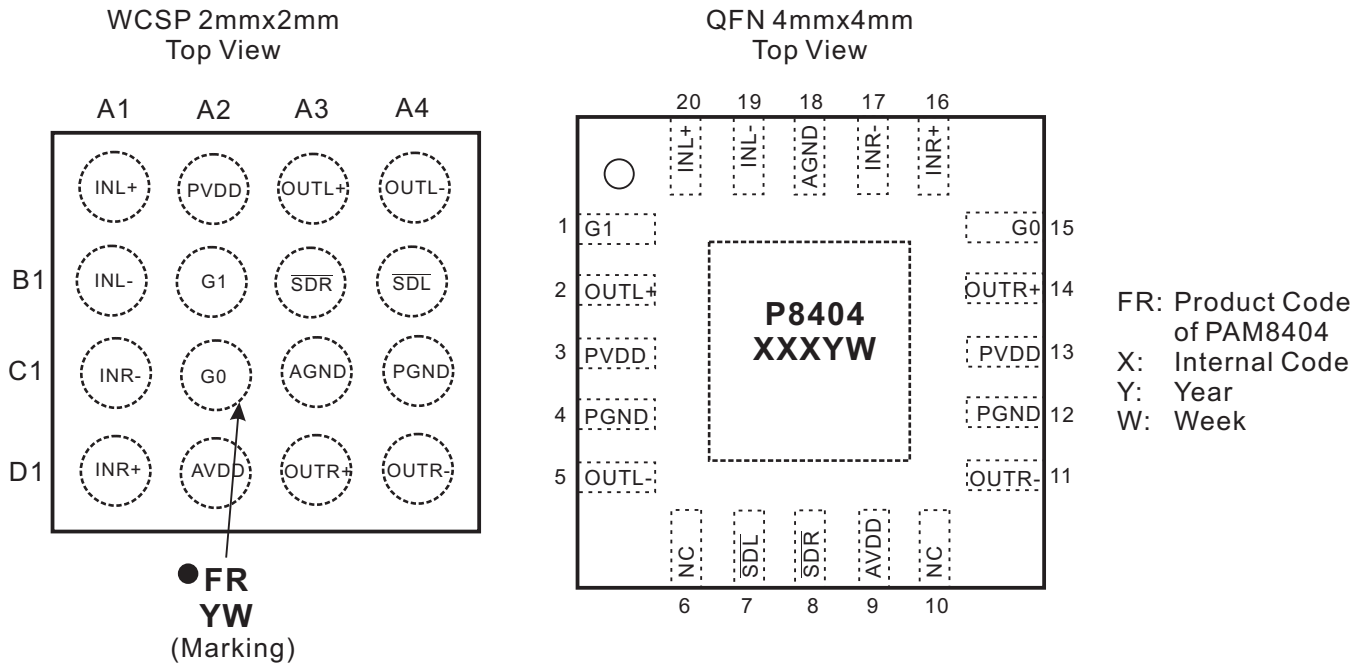 WCSP 2mmx2mm
Top View
A1 A2 A3 A4
INL+ PVDD OUTL+ OUTL-
B1 INL- G1 S̅D̅R̅ S̅D̅L̅
C1 INR- G0 AGND PGND
D1 INR+ AVDD OUTR+ OUTR-
FR
YW
(Marking)
QFN 4mmx4mm
Top View
20 19 18 17 16
INL+ INL- AGND INR- INR+
1 G1 G0 15
2 OUTL+ OUTR+ 14
3 PVDD PVDD 13
4 PGND PGND 12
5 OUTL- OUTR- 11
P8404
XXXYW
NC S̅D̅L̅ S̅D̅R̅ AVDD NC
6 7 8 9 10
FR: Product Code
of PAM8404
X: Internal Code
Y: Year
W: Week